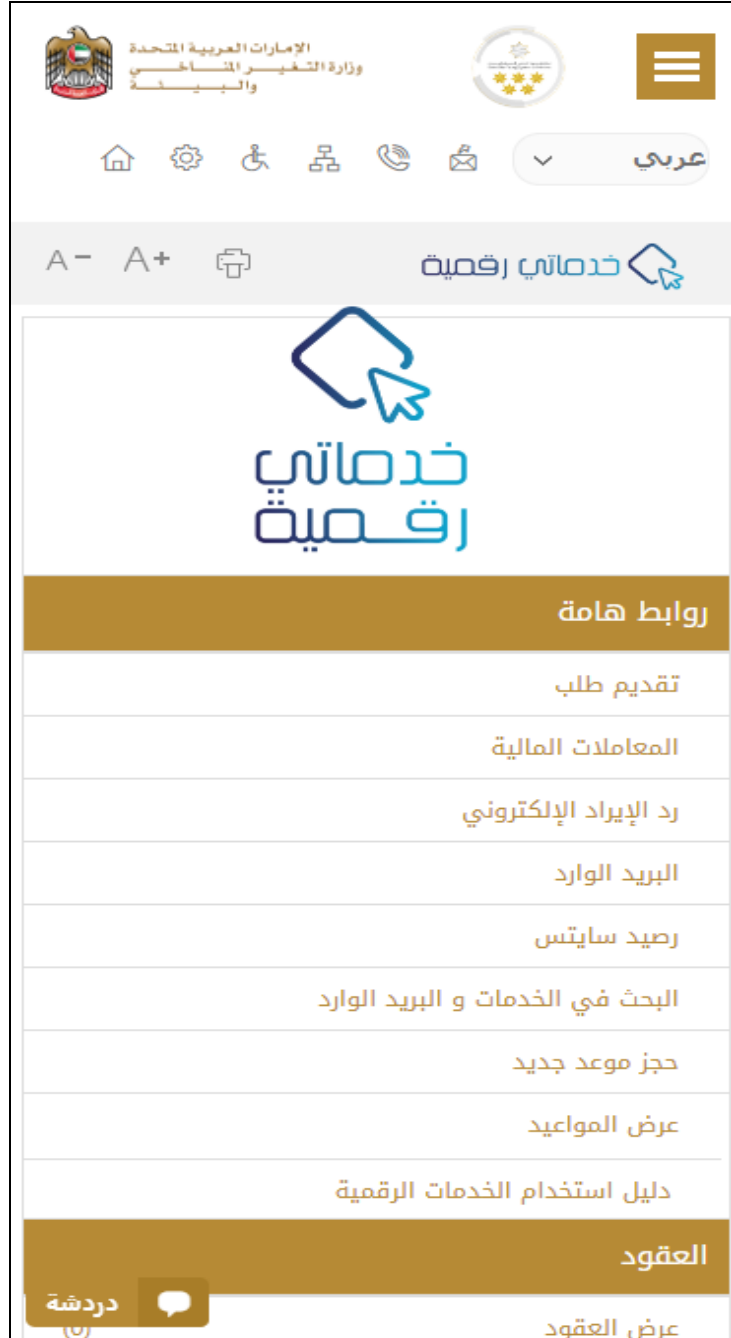 الإمارات العربية المتحدة
وزارة التغير المناخي
والبيئة
عربي
خدماتي رقمية
A+
A-
خدماتي
رقمية
روابط هامة
تقديم طلب
المعاملات المالية
رد الإيراد الإلكتروني
البريد الوارد
رصيد سايتس
البحث في الخدمات و البريد الوارد
حجز موعد جديد
عرض المواعيد
دليل استخدام الخدمات الرقمية
العقود
دردشة
عرض العقود